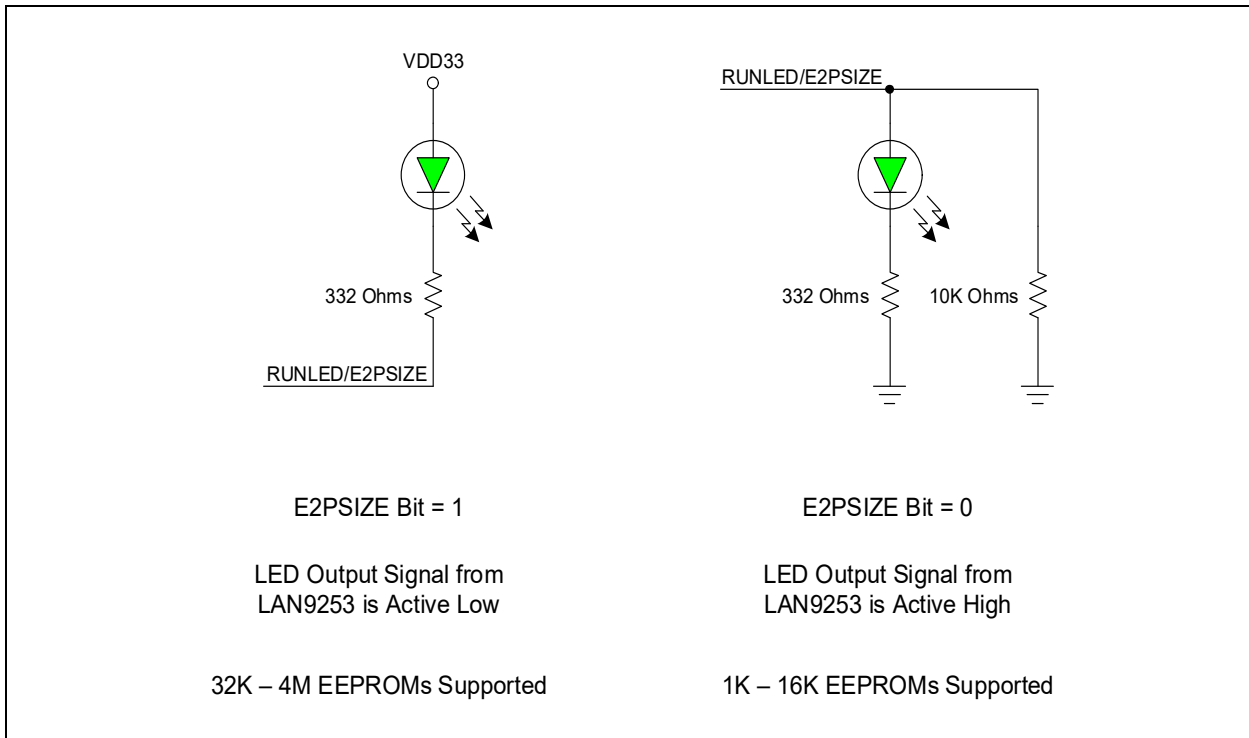 VDD33
332 Ohms
RUNLED/E2PSIZE
E2PSIZE Bit = 1
LED Output Signal from
LAN9253 is Active Low
32K – 4M EEPROMs Supported
RUNLED/E2PSIZE
332 Ohms
10K Ohms
E2PSIZE Bit = 0
LED Output Signal from
LAN9253 is Active High
1K – 16K EEPROMs Supported